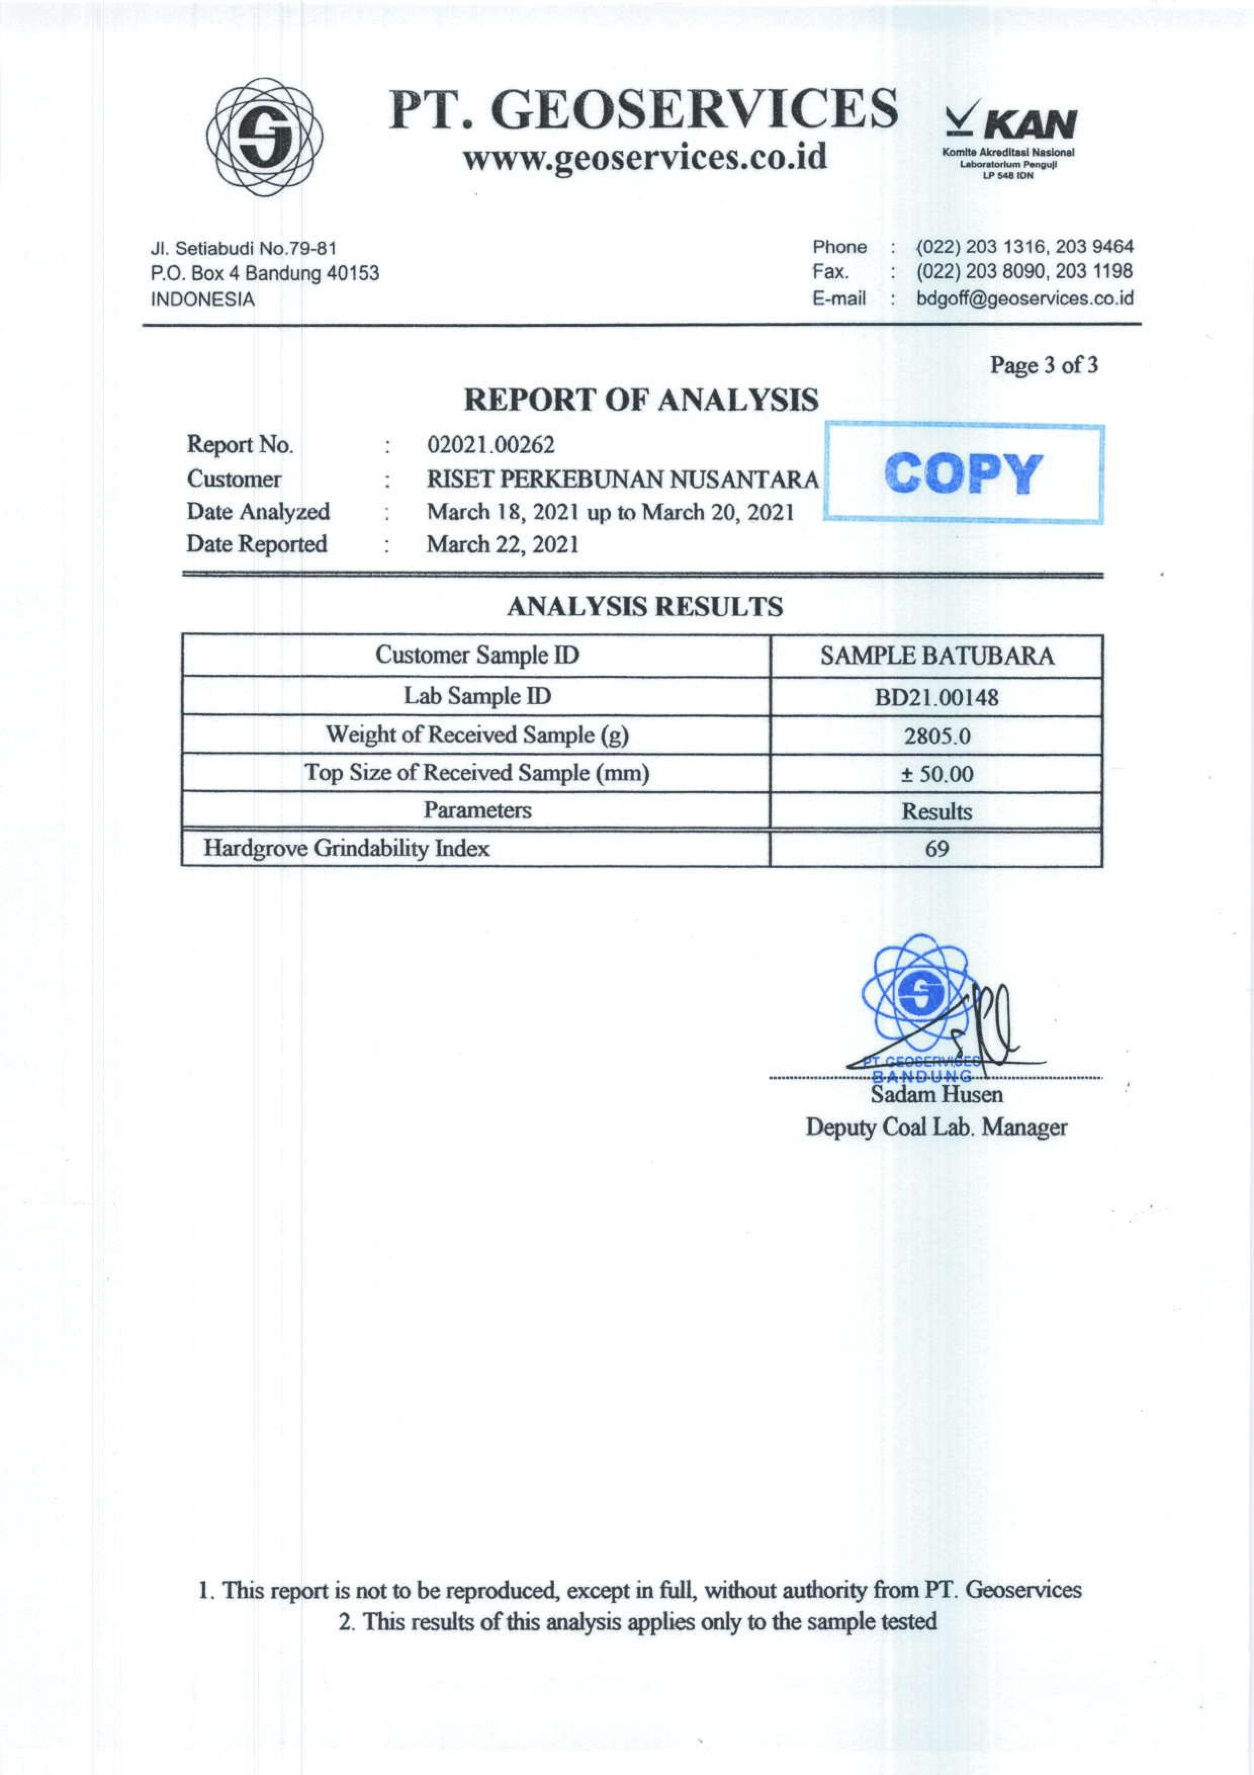 PT. GEOSERVICES
www.geoservices.co.id
KAN
Komite Akreditasi Nasional
Laboratorium Penguji
LP 548 IDN
Jl. Setiabudi No.79-81
P.O. Box 4 Bandung 40153
INDONESIA
Phone : (022) 203 1316, 203 9464
Fax. : (022) 203 8090, 203 1198
E-mail : bdgoff@geoservices.co.id
Page 3 of 3
REPORT OF ANALYSIS
COPY
Report No. : 02021.00262
Customer : RISET PERKEBUNAN NUSANTARA
Date Analyzed : March 18, 2021 up to March 20, 2021
Date Reported : March 22, 2021
ANALYSIS RESULTS
Customer Sample ID SAMPLE BATUBARA
Lab Sample ID BD21.00148
Weight of Received Sample (g) 2805.0
Top Size of Received Sample (mm) ± 50.00
Parameters Results
Hardgrove Grindability Index 69
PT GEOSERVICES
BANDUNG
Sadam Husen
Deputy Coal Lab. Manager
1. This report is not to be reproduced, except in full, without authority from PT. Geoservices
2. This results of this analysis applies only to the sample tested